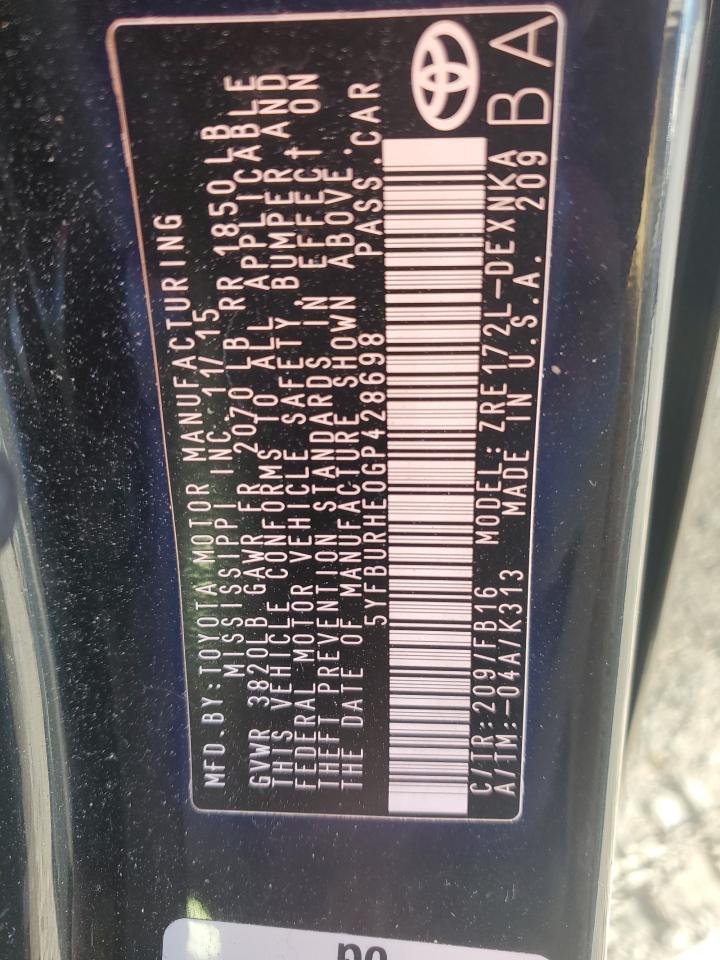 MFD.BY:TOYOTA MOTOR MANUFACTURING
MISSISSIPPI INC.11/15
GVWR 3820LB GAWR FR 2070 LB RR 1850LB
THIS VEHICLE CONFORMS TO ALL APPLICABLE
FEDERAL MOTOR VEHICLE SAFETY,BUMPER AND
THEFT PREVENTION STANDARDS IN EFFECT ON
THE DATE OF MANUFACTURE SHOWN ABOVE.
5YFBURHE0GP428698 PASS.CAR
C/TR:209/FB16 MODEL:ZRE172L-DEXNKA
A/TM:-04A/K313 MADE IN U.S.A. 209
BA